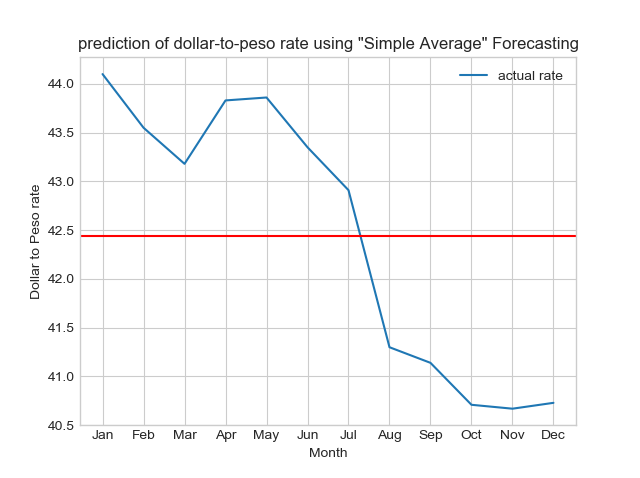 prediction of dollar-to-peso rate using "Simple Average" Forecasting
actual rate
44.0
43.5
43.0
42.5
42.0
41.5
41.0
40.5
Dollar to Peso rate
Jan Feb Mar Apr May Jun Jul Aug Sep Oct Nov Dec
Month